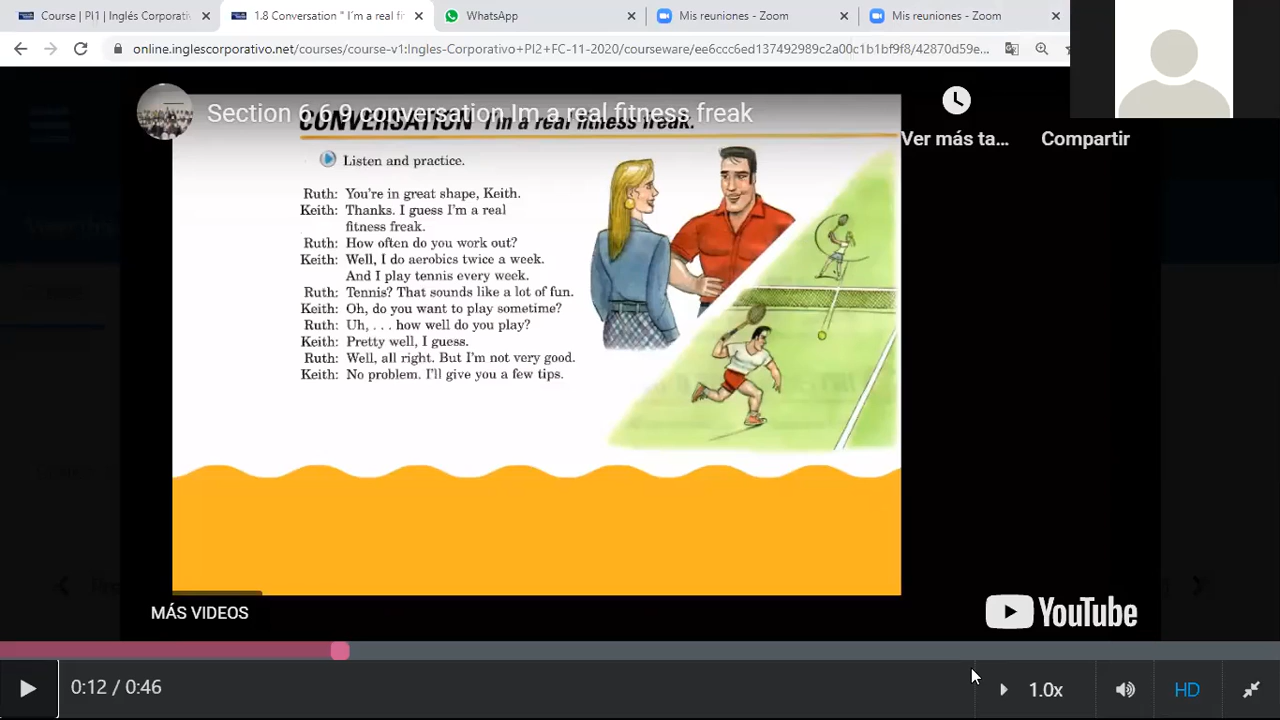 Course | PI1 | Inglés Corporati
1.8 Conversation " I'm a real fi
WhatsApp
Mis reuniones - Zoom
Mis reuniones - Zoom
online.inglescorporativo.net/courses/course-v1:Ingles-Corporativo+PI2+FC-11-2020/courseware/ee6ccc6ed137492989c2a00c1b1bf9f8/42870d59e...
Section 6 6 9 conversation Im a real fitness freak
CONVERSATION I'm a real fitness freak.
Ver más ta...
Compartir
Listen and practice.
Ruth: You're in great shape, Keith.
Keith: Thanks. I guess I'm a real
fitness freak.
Ruth: How often do you work out?
Keith: Well, I do aerobics twice a week.
And I play tennis every week.
Ruth: Tennis? That sounds like a lot of fun.
Keith: Oh, do you want to play sometime?
Ruth: Uh, . . . how well do you play?
Keith: Pretty well, I guess.
Ruth: Well, all right. But I'm not very good.
Keith: No problem. I'll give you a few tips.
MÁS VIDEOS
YouTube
0:12 / 0:46
1.0x
HD